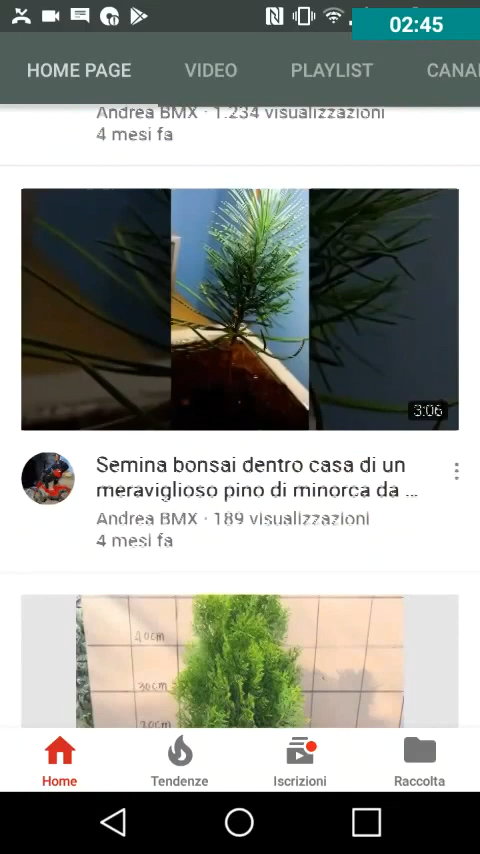 02:45
HOME PAGE VIDEO PLAYLIST CANA
Andrea BMX · 1.234 visualizzazioni
4 mesi fa
3:06
Semina bonsai dentro casa di un
meraviglioso pino di minorca da ...
Andrea BMX · 189 visualizzazioni
4 mesi fa
40cm
30cm
20cm
Home Tendenze Iscrizioni Raccolta